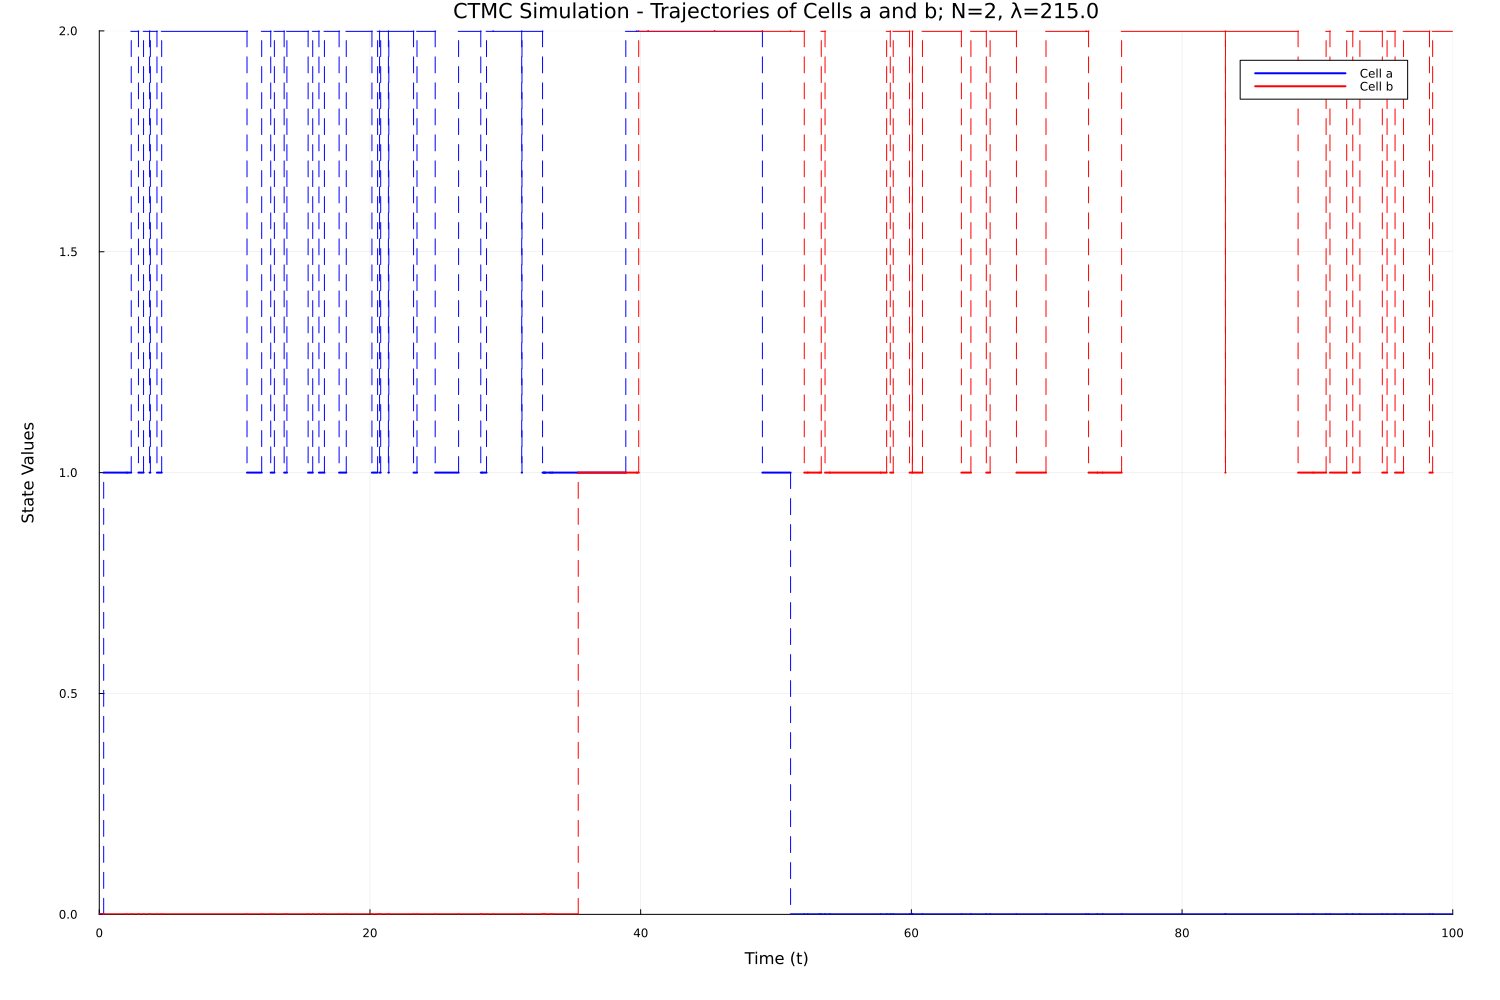 CTMC Simulation - Trajectories of Cells a and b; N=2, λ=215.0
2.0
Cell a
Cell b
1.5
1.0
State Values
0.5
0.0
0 20 40 60 80 100
Time (t)